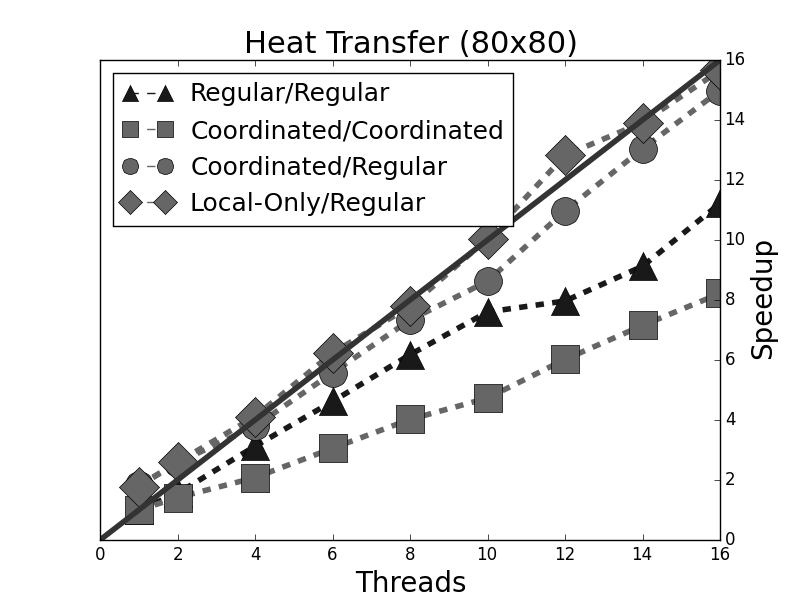 Heat Transfer (80x80)
Regular/Regular
Coordinated/Coordinated
Coordinated/Regular
Local-Only/Regular
16
14
12
10
8
6
4
2
0
Speedup
0 2 4 6 8 10 12 14 16
Threads